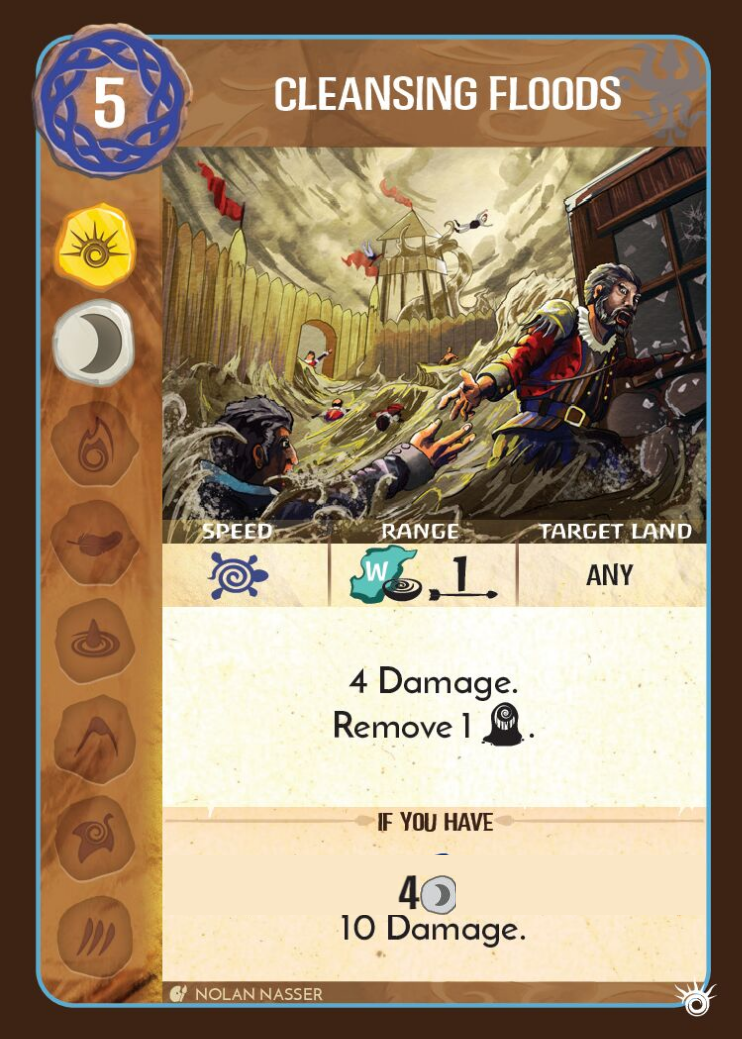 5
CLEANSING FLOODS
SPEED RANGE TARGET LAND
W 1 ANY
4 Damage.
Remove 1 .
IF YOU HAVE
4
10 Damage.
NOLAN NASSER